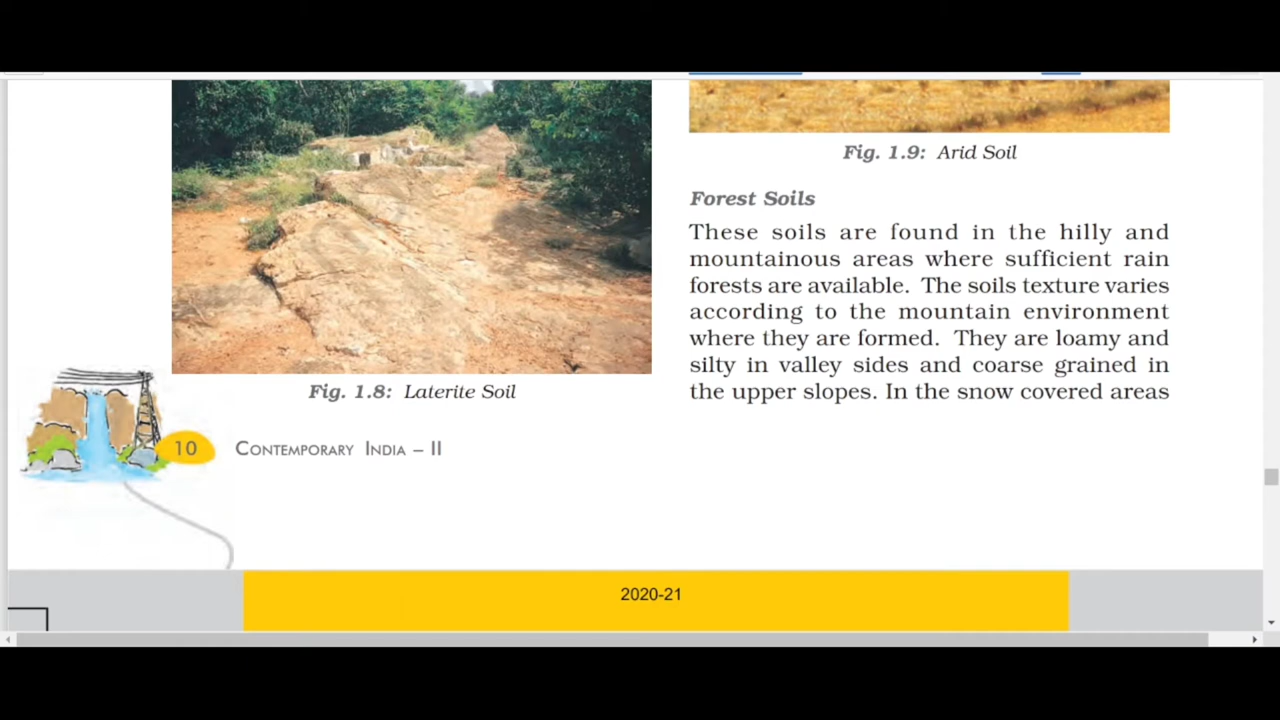 Fig. 1.8: Laterite Soil
10 CONTEMPORARY INDIA – II
Fig. 1.9: Arid Soil
Forest Soils
These soils are found in the hilly and
mountainous areas where sufficient rain
forests are available. The soils texture varies
according to the mountain environment
where they are formed. They are loamy and
silty in valley sides and coarse grained in
the upper slopes. In the snow covered areas
2020-21